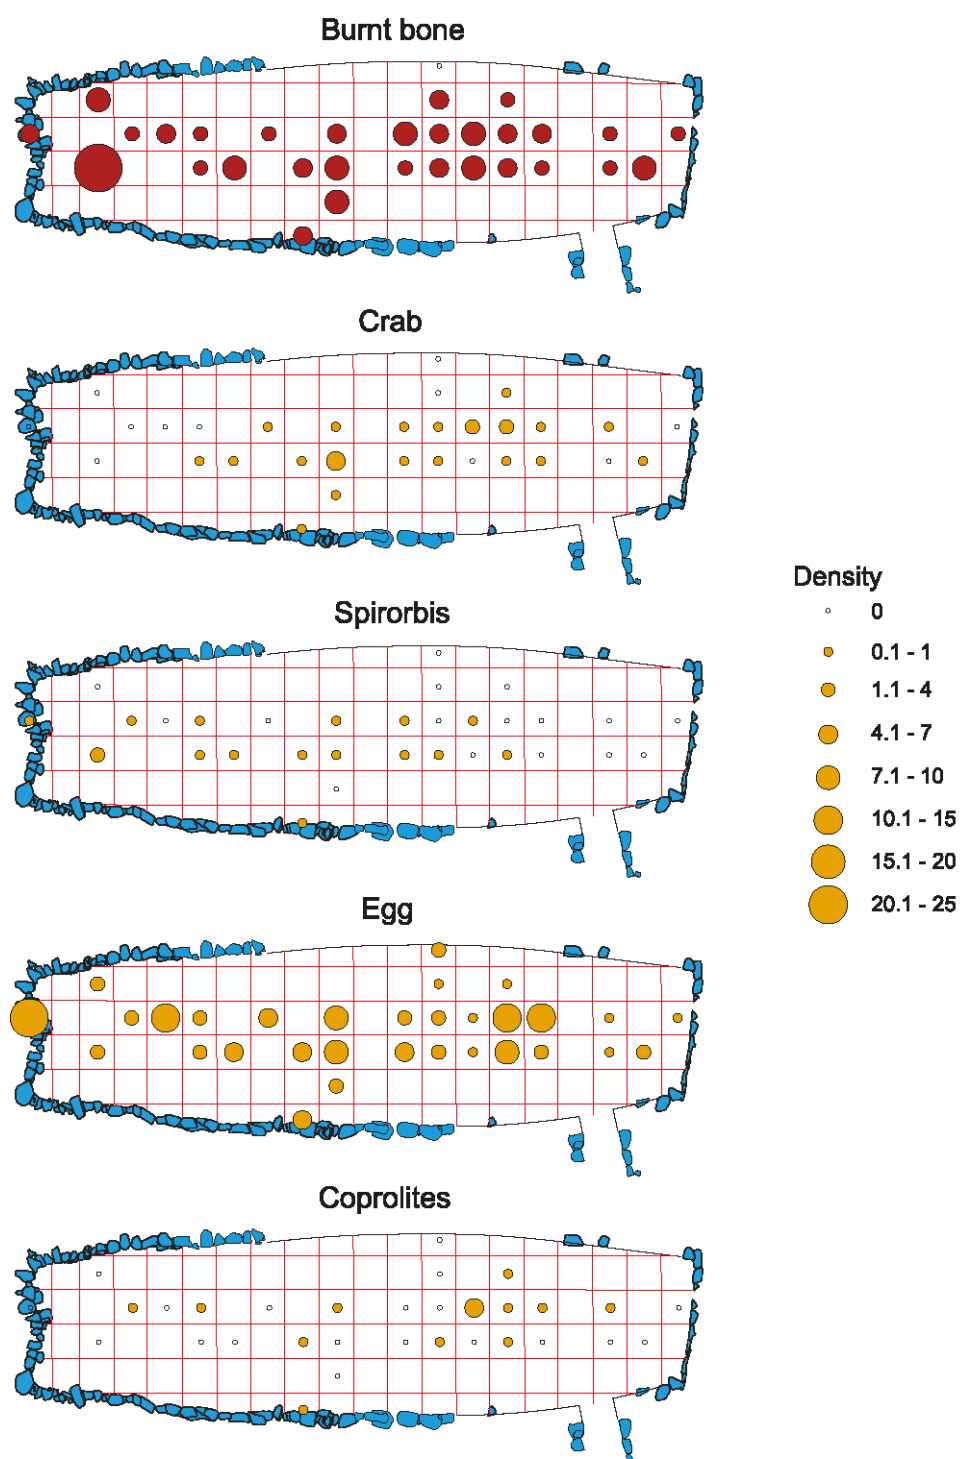 Burnt bone
Crab
Spirorbis
Egg
Coprolites
Density
0
0.1 - 1
1.1 - 4
4.1 - 7
7.1 - 10
10.1 - 15
15.1 - 20
20.1 - 25